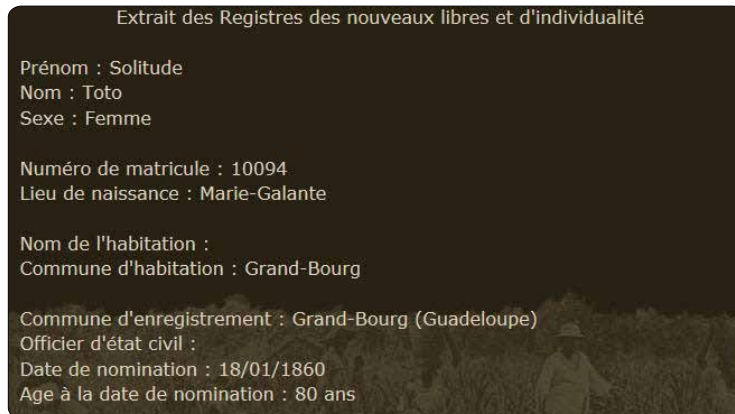 Extrait des Registres des nouveaux libres et d'individualité
Prénom : Solitude
Nom : Toto
Sexe : Femme
Numéro de matricule : 10094
Lieu de naissance : Marie-Galante
Nom de l'habitation :
Commune d'habitation : Grand-Bourg
Commune d'enregistrement : Grand-Bourg (Guadeloupe)
Officier d'état civil :
Date de nomination : 18/01/1860
Age à la date de nomination : 80 ans